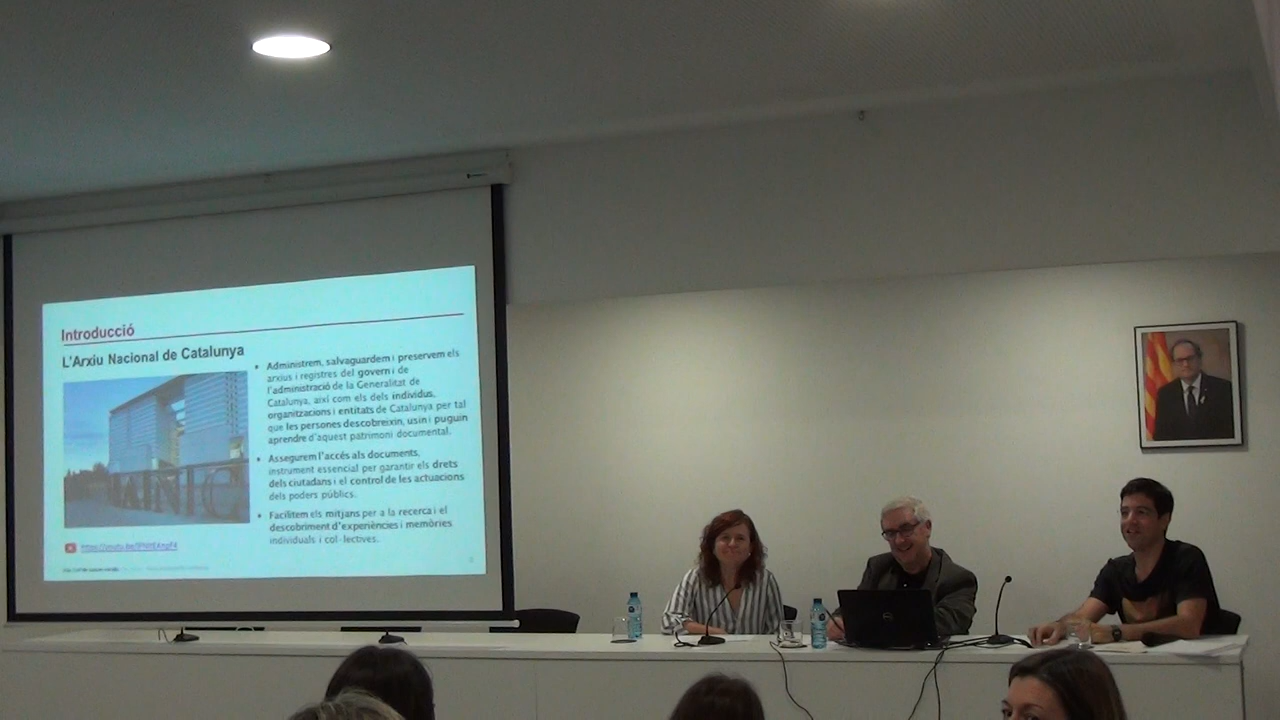 Introducció
L'Arxiu Nacional de Catalunya
• Administrem, salvaguardem i preservem els
arxius i registres del govern i de
l'administració de la Generalitat de
Catalunya, així com els dels individus,
organitzacions i entitats de Catalunya per tal
que les persones descobreixin, usin i puguin
aprendre d'aquest patrimoni documental.
• Assegurem l'accés als documents,
instrument essencial per garantir els drets
dels ciutadans i el control de les actuacions
dels poders públics.
• Facilitem els mitjans per a la recerca i el
descobriment d'experiències i memòries
individuals i col·lectives.
ANC